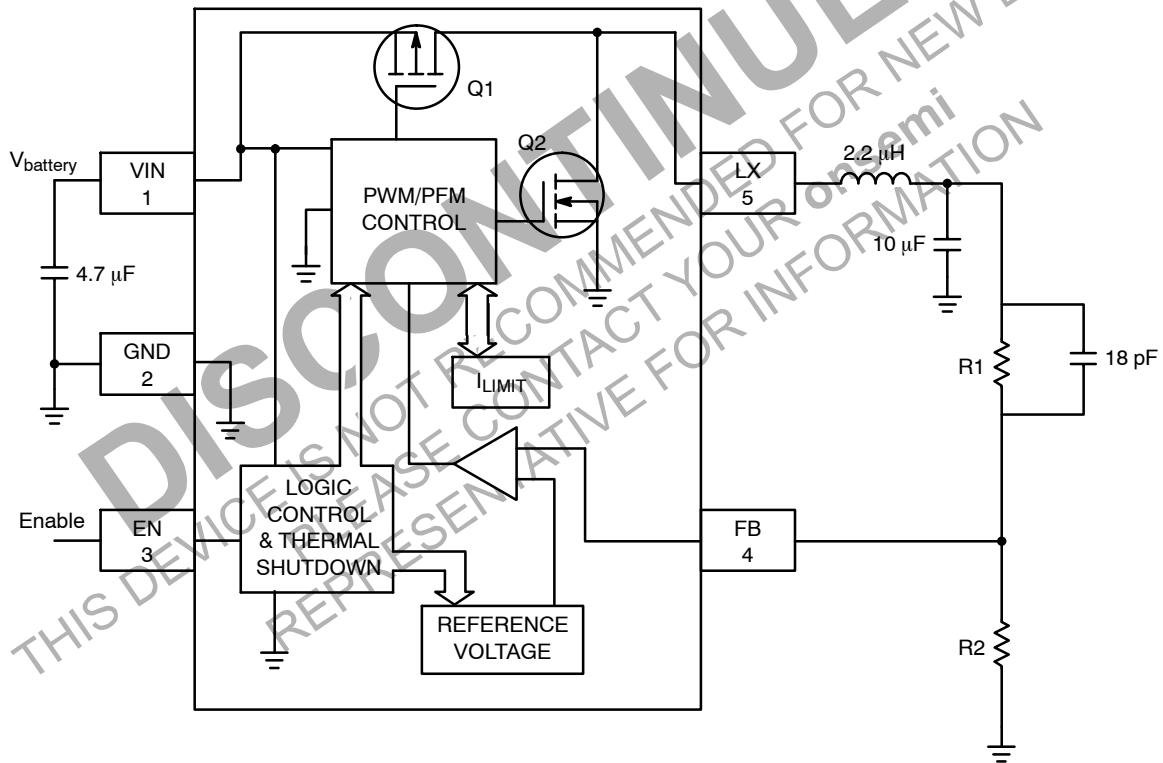 Q1
Q2
V_battery
VIN
1
PWM/PFM
CONTROL
LX
5
2.2 μH
10 μF
4.7 μF
GND
2
I_LIMIT
R1
18 pF
LOGIC
CONTROL
& THERMAL
SHUTDOWN
Enable
EN
3
FB
4
REFERENCE
VOLTAGE
R2
THIS DEVICE IS NOT RECOMMENDED FOR NEW
PLEASE CONTACT YOUR onsemi
REPRESENTATIVE FOR INFORMATION